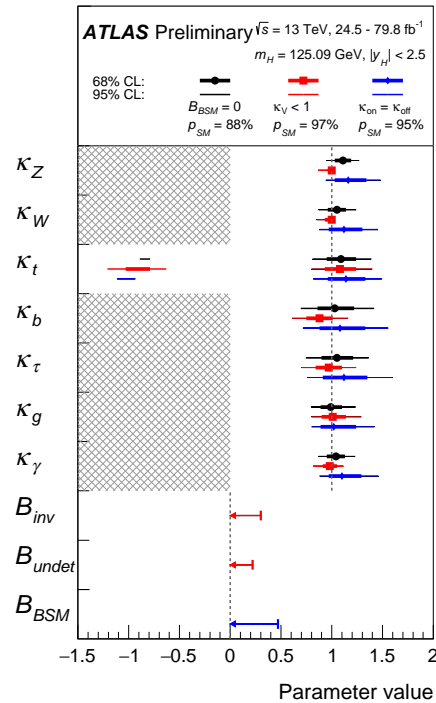 ATLAS Preliminary √s = 13 TeV, 24.5 - 79.8 fb⁻¹
m_H = 125.09 GeV, |y_H| < 2.5
68% CL:
95% CL:
B_BSM = 0 κ_V < 1 κ_on = κ_off
p_SM = 88% p_SM = 97% p_SM = 95%
κ_Z
κ_W
κ_t
κ_b
κ_τ
κ_g
κ_γ
B_inv
B_undet
B_BSM
−1.5 −1 −0.5 0 0.5 1 1.5 2
Parameter value